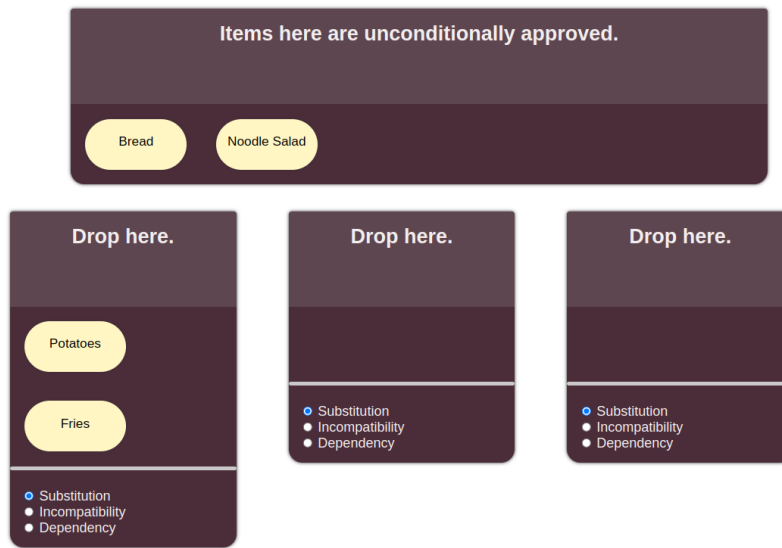 Items here are unconditionally approved.
Bread
Noodle Salad
Drop here.
Potatoes
Fries
Substitution
Incompatibility
Dependency
Drop here.
Substitution
Incompatibility
Dependency
Drop here.
Substitution
Incompatibility
Dependency